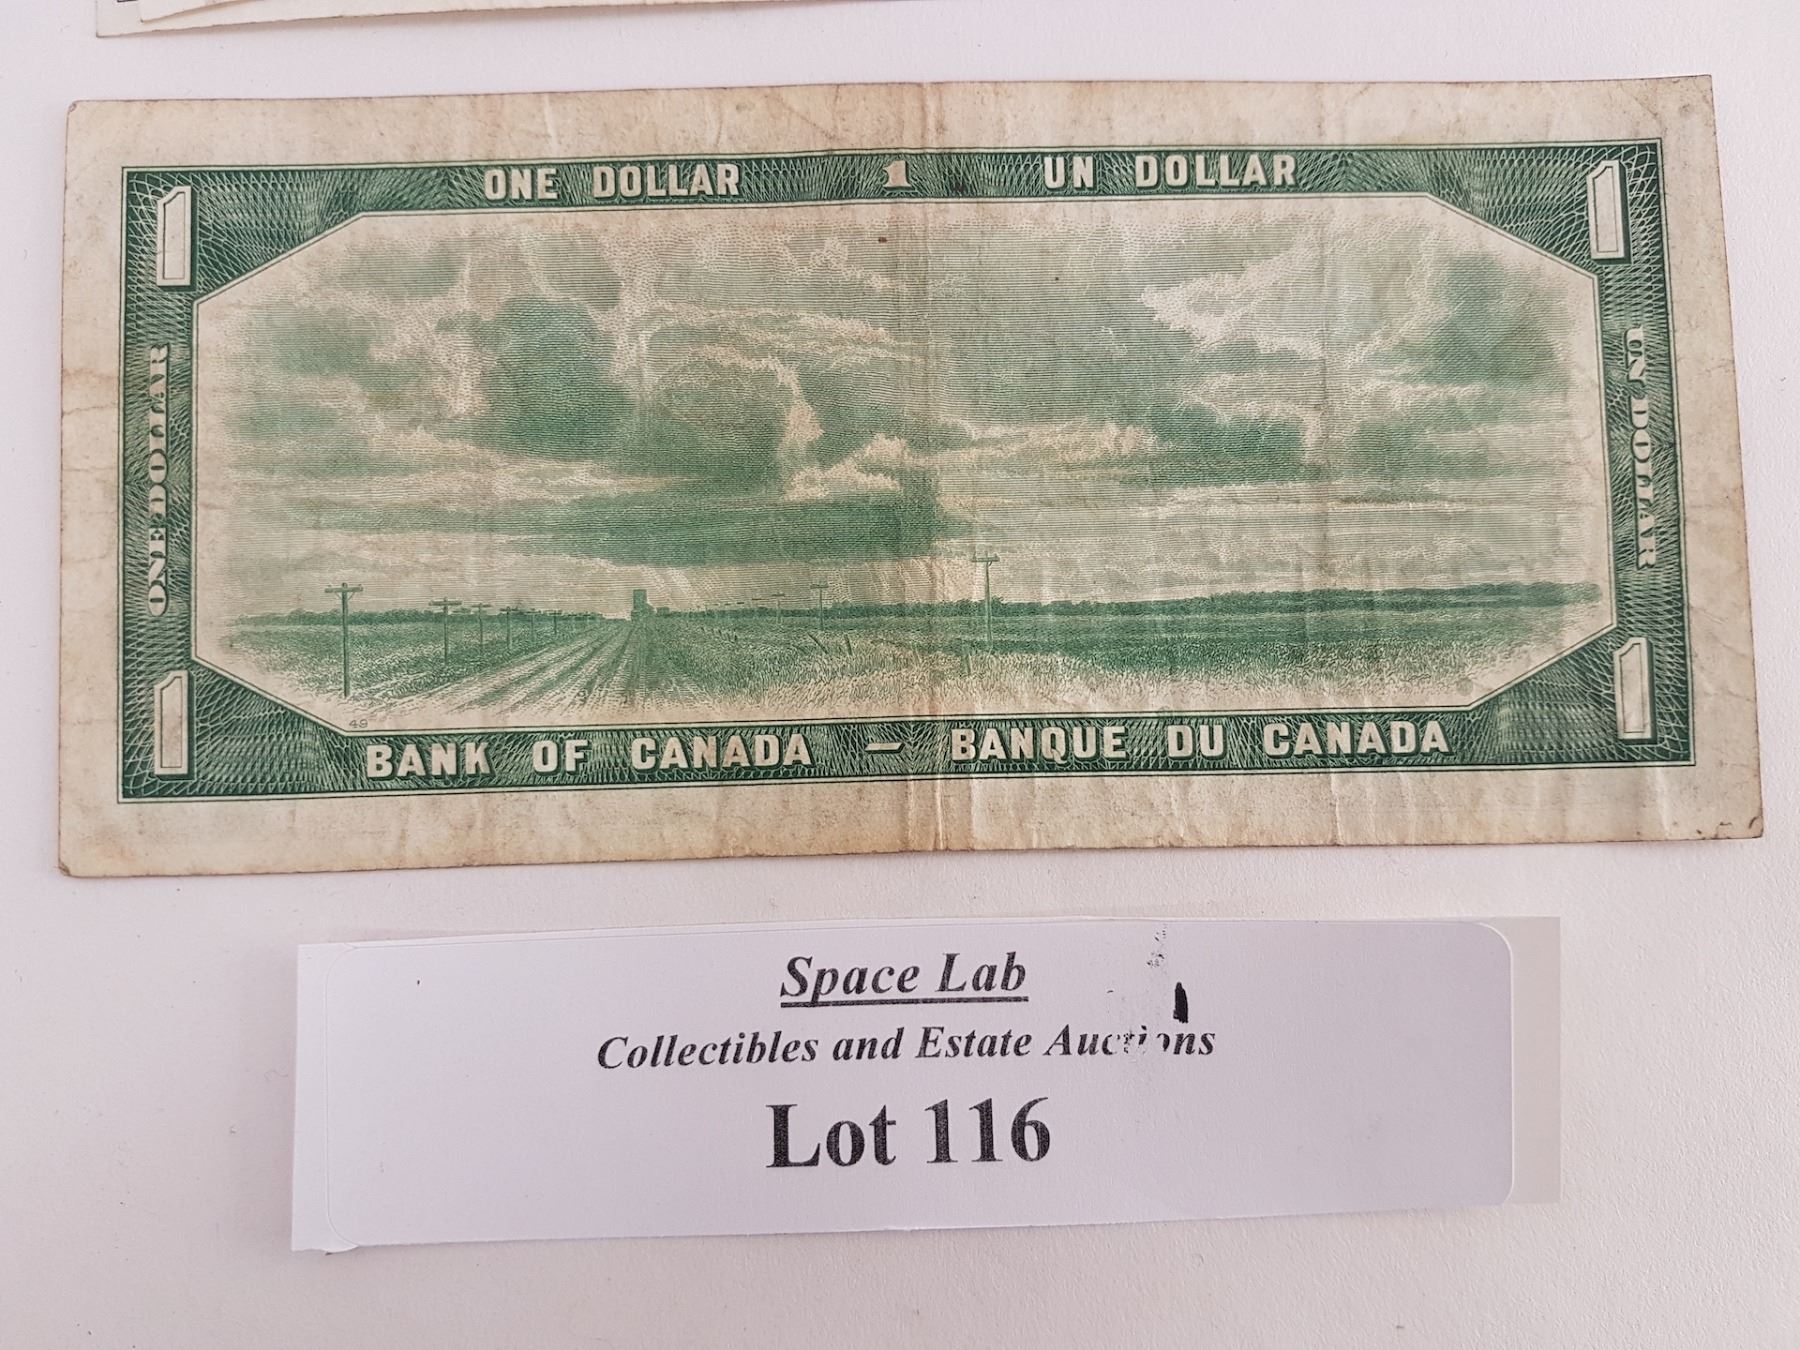 ONE DOLLAR 1 UN DOLLAR
1 1
ONE DOLLAR
UN DOLLAR
49
1 1
BANK OF CANADA – BANQUE DU CANADA
Space Lab
Collectibles and Estate Auctions
Lot 116